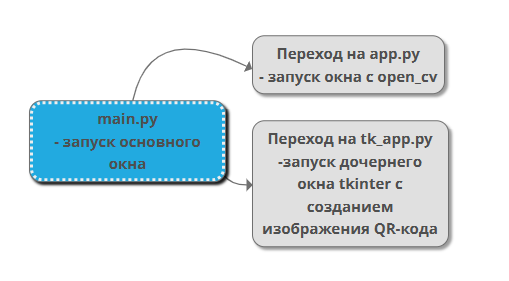 main.py
- запуск основного
окна
Переход на app.py
- запуск окна с open_cv
Переход на tk_app.py
-запуск дочернего
окна tkinter с
созданием
изображения QR-кода